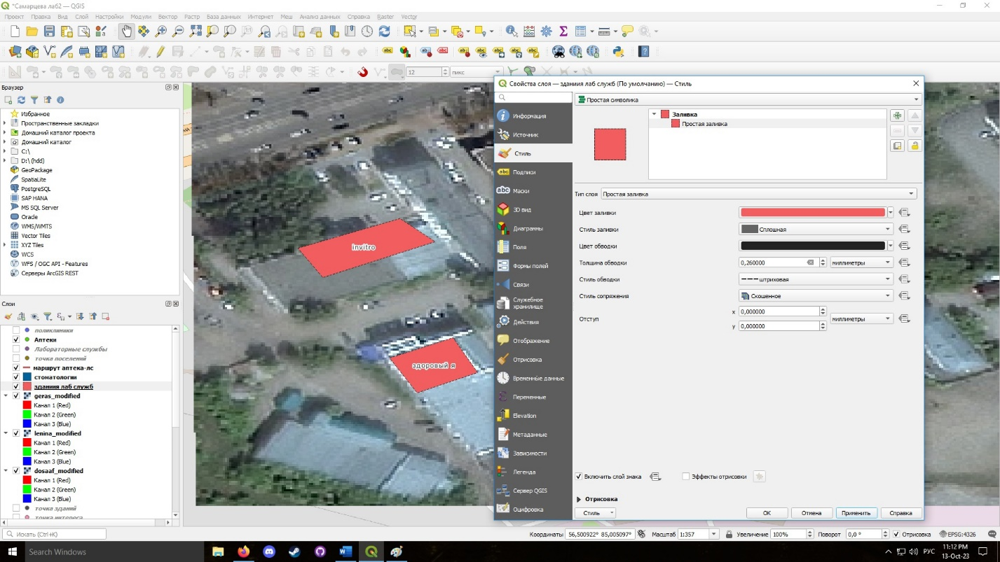 *Самарцева лаб2 — QGIS
Проект Правка Вид Слой Настройки Модули Вектор Растр База данных Интернет Меш Анализ данных Справка Raster Vector
12 пикс
Браузер
Избранное
Пространственные закладки
Домашний каталог проекта
Домашний каталог
C:\
D:\ (hdd)
GeoPackage
SpatiaLite
PostgreSQL
SAP HANA
MS SQL Server
Oracle
WMS/WMTS
Vector Tiles
XYZ Tiles
WCS
WFS / OGC API - Features
Серверы ArcGIS REST
Слои
поликлиники
Аптеки
Лабораторные службы
точка поселений
маршрут аптека-лс
стоматологии
зданиия лаб служб
geras_modified
Канал 1 (Red)
Канал 2 (Green)
Канал 3 (Blue)
lenina_modified
Канал 1 (Red)
Канал 2 (Green)
Канал 3 (Blue)
dosaaf_modified
Канал 1 (Red)
Канал 2 (Green)
Канал 3 (Blue)
точка зданий
точка интереса
invitro
здоровый я
Свойства слоя — зданиия лаб служб (По умолчанию) — Стиль
Информация
Источник
Стиль
Подписи
Маски
3D вид
Диаграммы
Поля
Формы полей
Связи
Служебное
хранилище
Действия
Отображение
Отрисовка
Временны́е данные
Переменные
Elevation
Метаданные
Зависимости
Легенда
Сервер QGIS
Оцифровка
Простая символика
Заливка
Простая заливка
Тип слоя Простая заливка
Цвет заливки
Стиль заливки Сплошная
Цвет обводки
Толщина обводки 0,260000 миллиметры
Стиль обводки штриховая
Стиль сопряжения Скошенное
Отступ x 0,000000 миллиметры
y 0,000000
Включить слой знака Эффекты отрисовки
Отрисовка
Стиль OK Отмена Применить Справка
Искать (Ctrl+K) Координаты 56,500922° 85,005097° Масштаб 1:357 Увеличение 100% Поворот 0,0 ° Отрисовка EPSG:4326
Search Windows РУС 11:12 PM
13-Oct-23